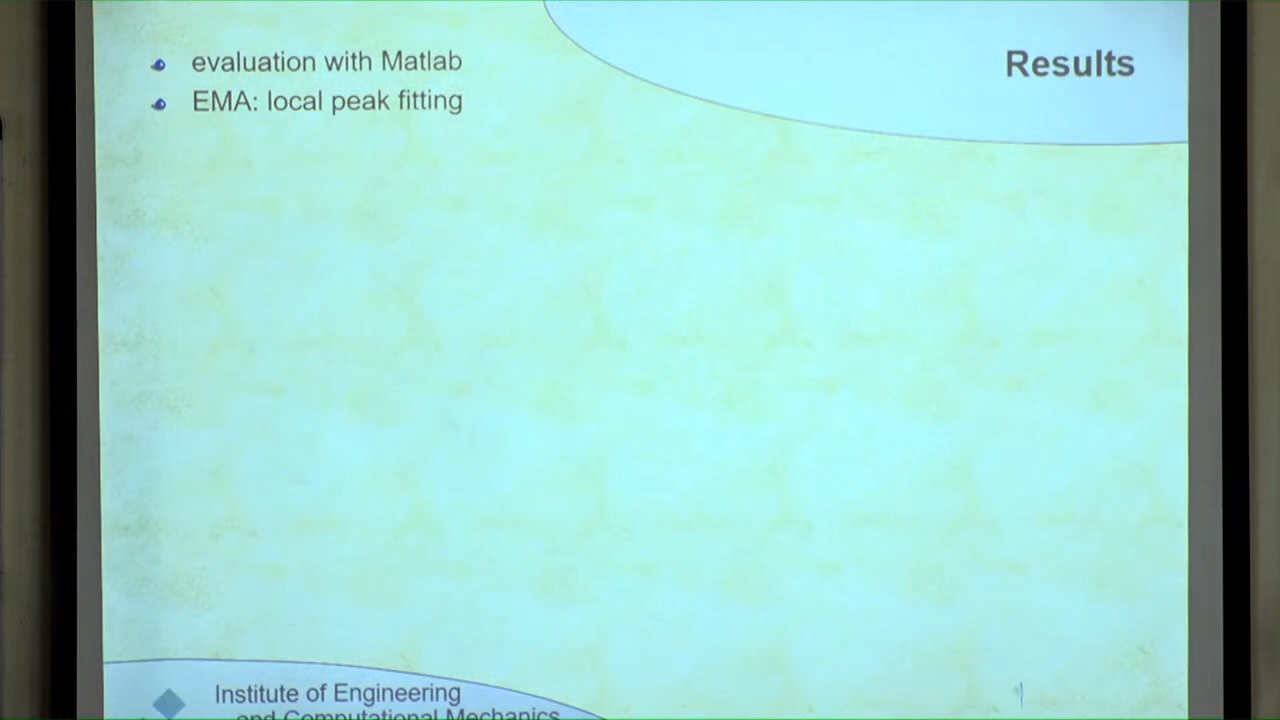 Results
evaluation with Matlab
EMA: local peak fitting
Institute of Engineering
and Computational Mechanics